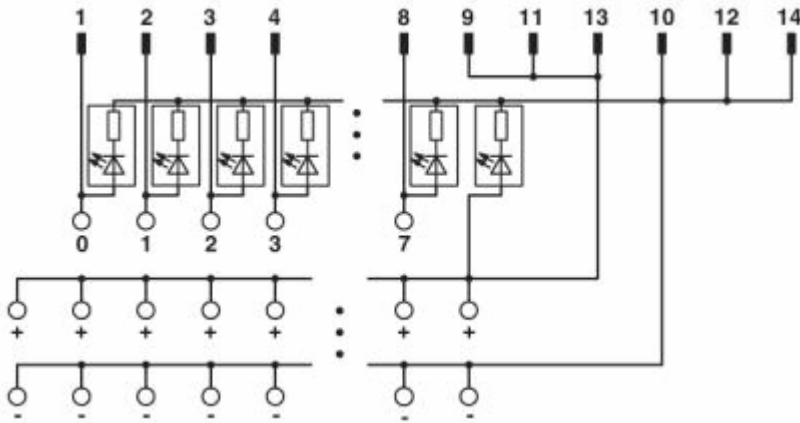 1 2 3 4 8 9 11 13 10 12 14
0 1 2 3 7
+ + + + + + +
- - - - - - -